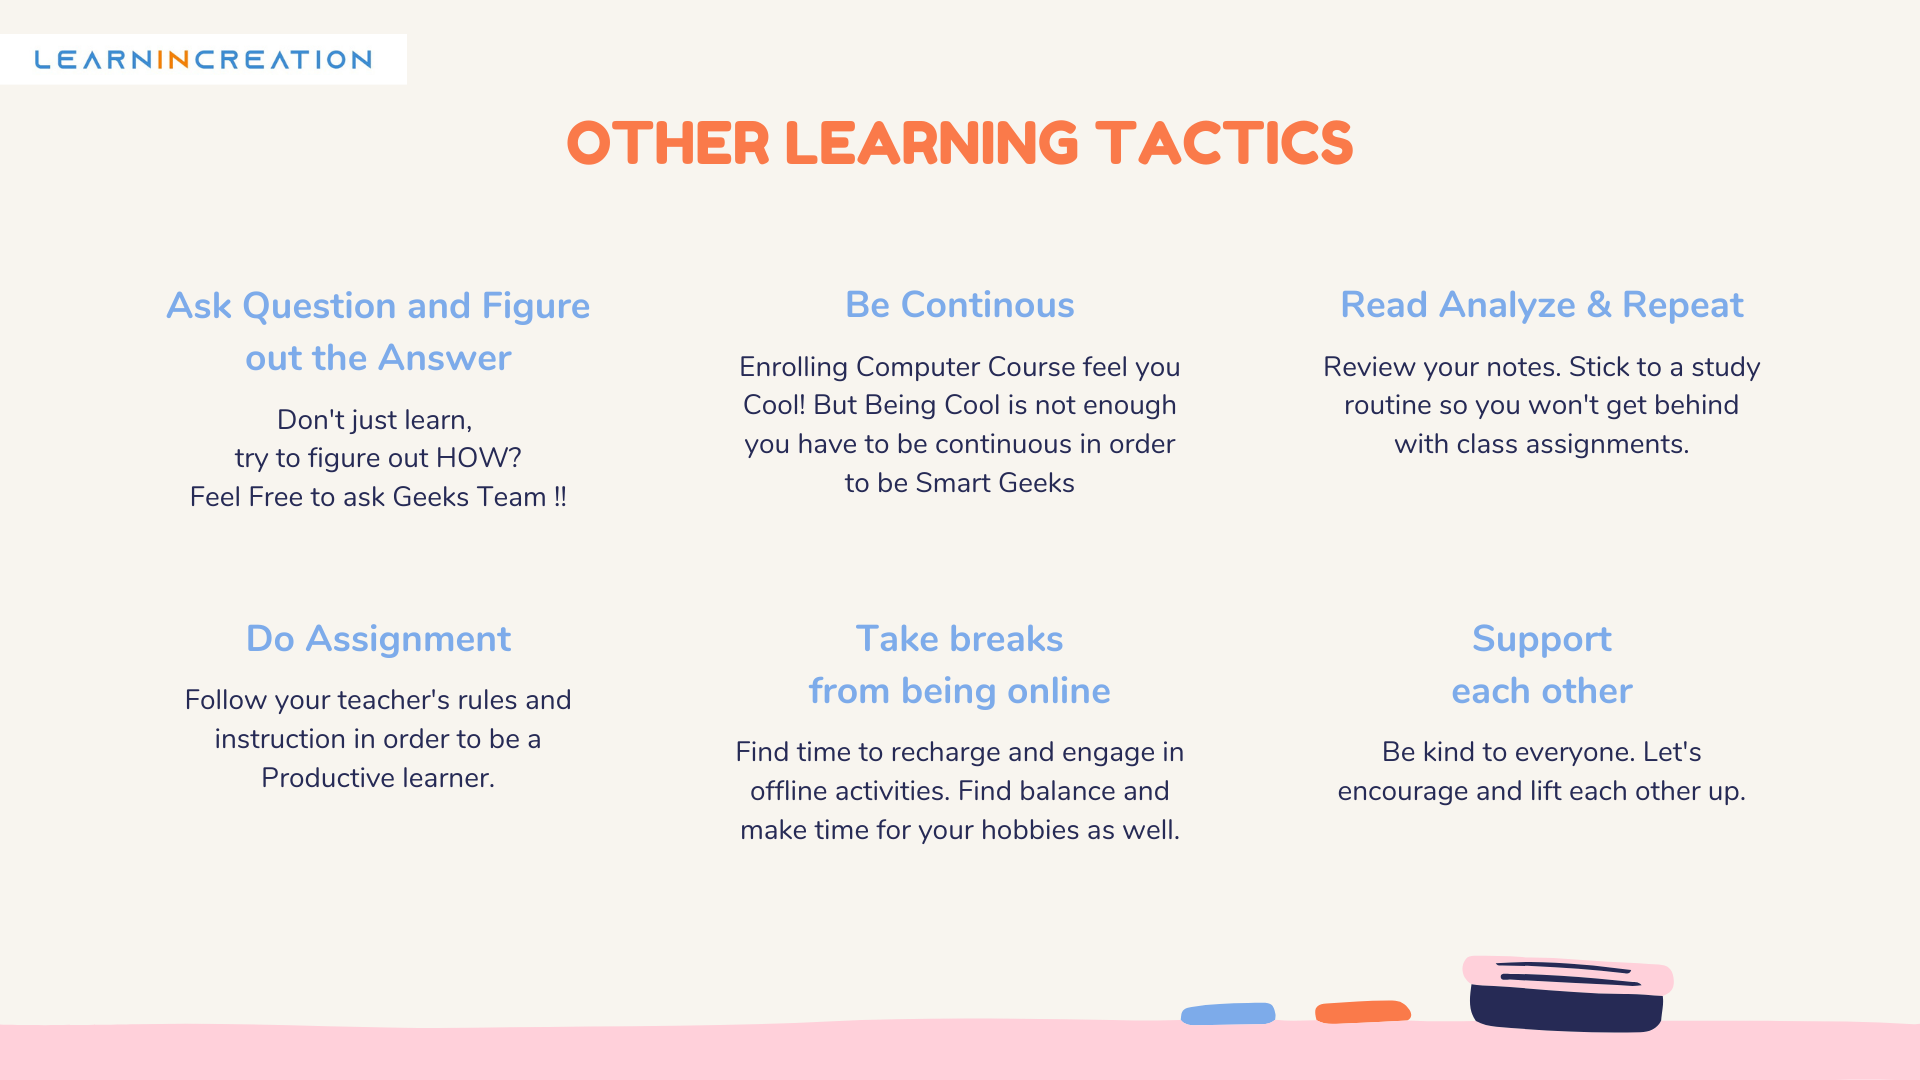 LEARNINCREATION
OTHER LEARNING TACTICS
Ask Question and Figure
out the Answer
Don't just learn,
try to figure out HOW?
Feel Free to ask Geeks Team !!
Be Continous
Enrolling Computer Course feel you
Cool! But Being Cool is not enough
you have to be continuous in order
to be Smart Geeks
Read Analyze & Repeat
Review your notes. Stick to a study
routine so you won't get behind
with class assignments.
Do Assignment
Follow your teacher's rules and
instruction in order to be a
Productive learner.
Take breaks
from being online
Find time to recharge and engage in
offline activities. Find balance and
make time for your hobbies as well.
Support
each other
Be kind to everyone. Let's
encourage and lift each other up.